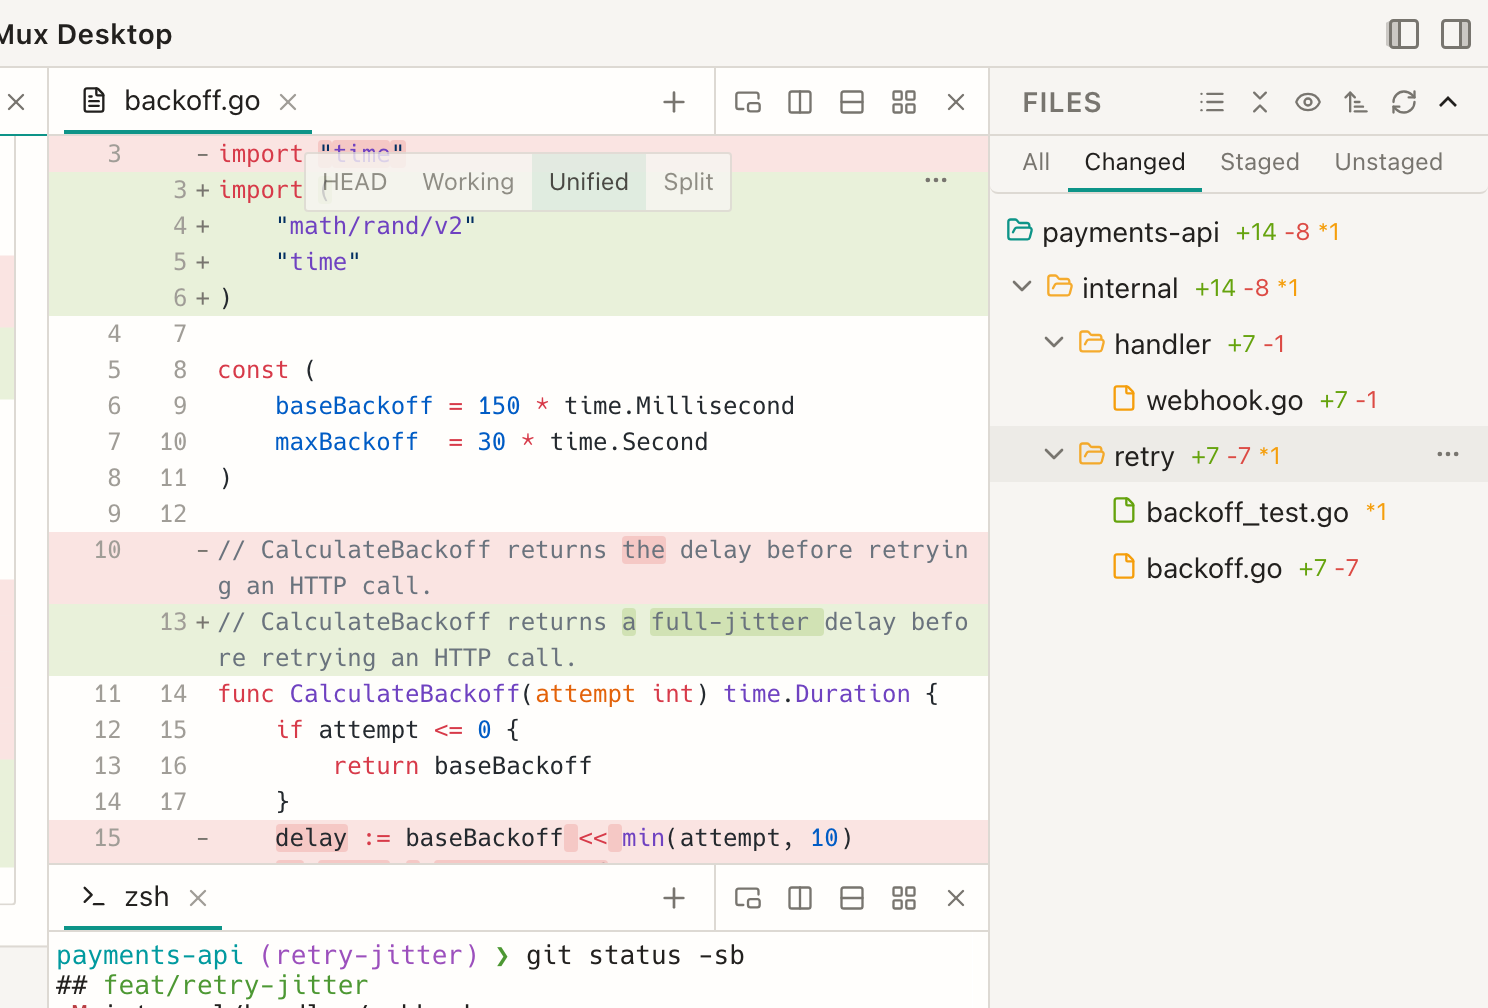 Mux Desktop
backoff.go
FILES
All Changed Staged Unstaged
HEAD Working Unified Split
3 - import "time"
3 + import (
4 + "math/rand/v2"
5 + "time"
6 + )
4 7
5 8 const (
6 9 baseBackoff = 150 * time.Millisecond
7 10 maxBackoff = 30 * time.Second
8 11 )
9 12
10 - // CalculateBackoff returns the delay before retryin
g an HTTP call.
13 + // CalculateBackoff returns a full-jitter delay befo
re retrying an HTTP call.
11 14 func CalculateBackoff(attempt int) time.Duration {
12 15 if attempt <= 0 {
13 16 return baseBackoff
14 17 }
15 - delay := baseBackoff << min(attempt, 10)
payments-api +14 -8 *1
internal +14 -8 *1
handler +7 -1
webhook.go +7 -1
retry +7 -7 *1
backoff_test.go *1
backoff.go +7 -7
zsh
payments-api (retry-jitter) ❯ git status -sb
## feat/retry-jitter